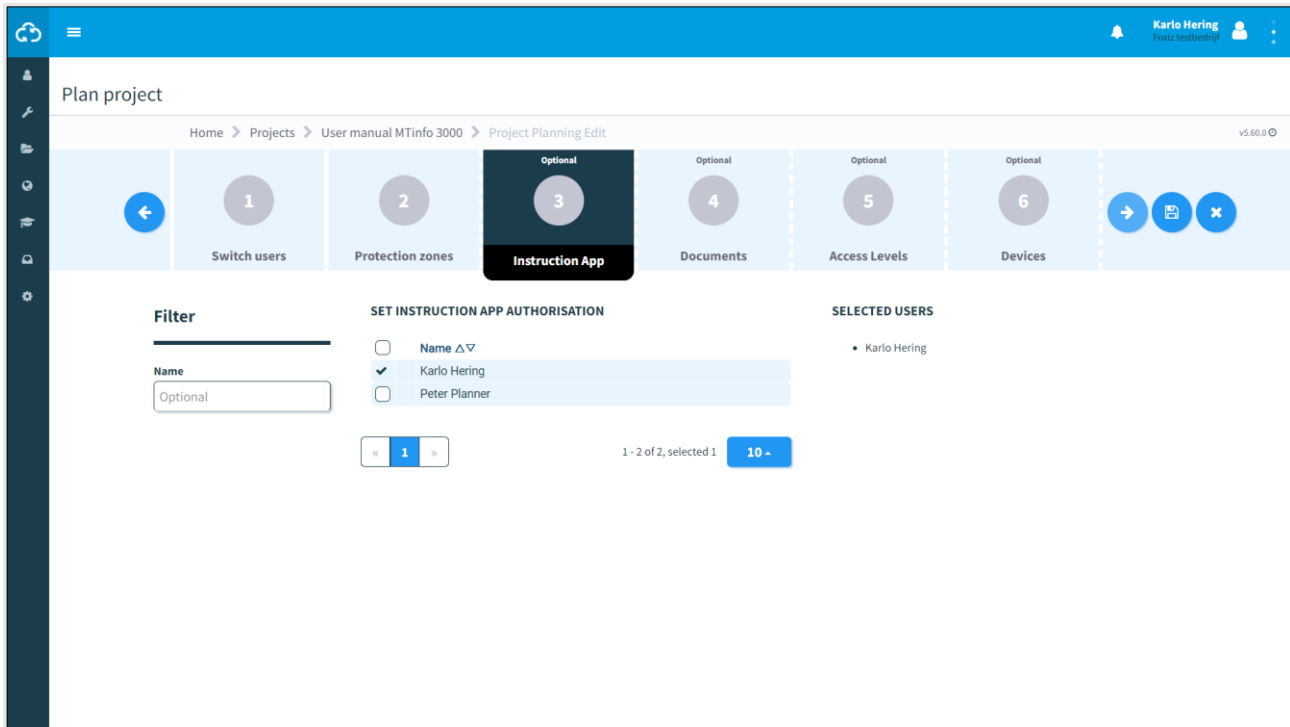 Karlo Hering
Foxiz testbedrijf
Plan project
Home Projects User manual MTinfo 3000 Project Planning Edit
v5.60.0
1
Switch users
2
Protection zones
Optional
3
Instruction App
Optional
4
Documents
Optional
5
Access Levels
Optional
6
Devices
Filter
Name
Optional
SET INSTRUCTION APP AUTHORISATION
Name △▽
Karlo Hering
Peter Planner
« 1 »
1 - 2 of 2, selected 1
10
SELECTED USERS
• Karlo Hering